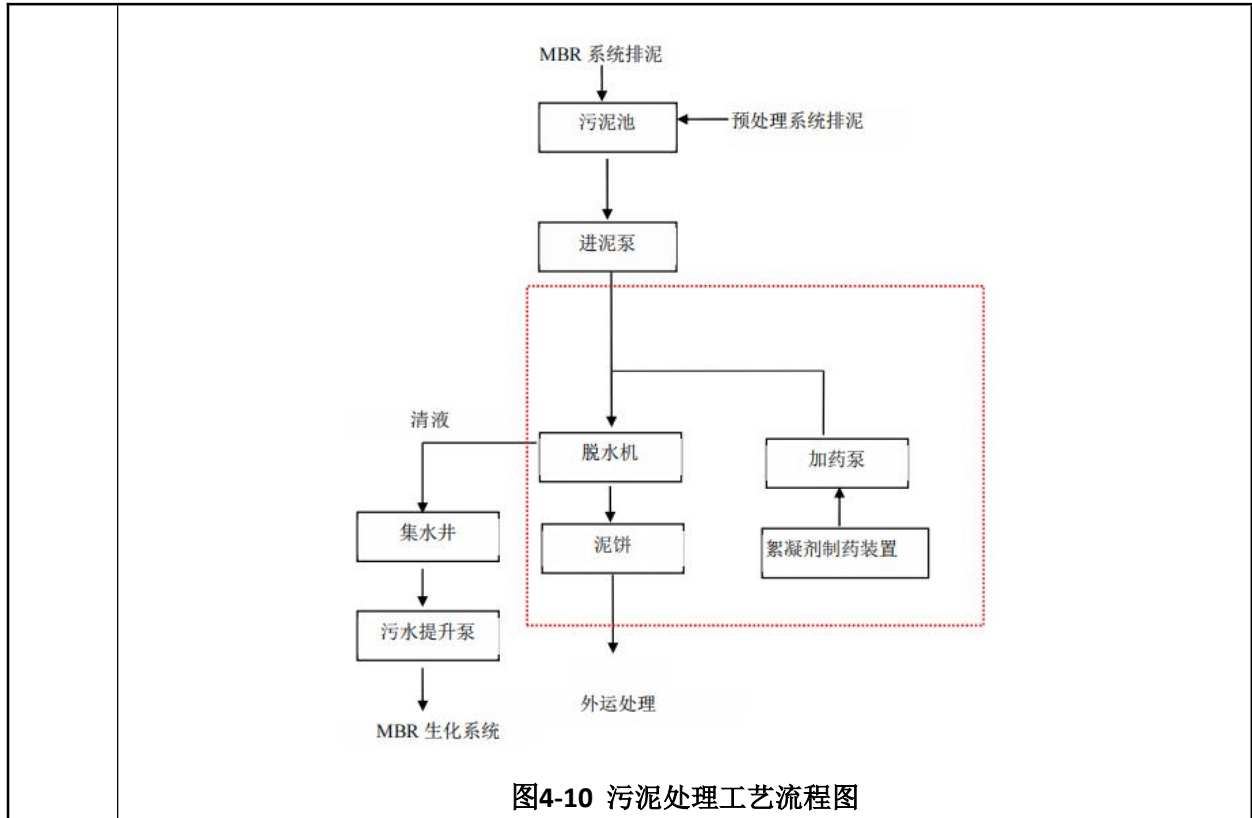 MBR 系统排泥
污泥池
预处理系统排泥
进泥泵
清液
脱水机
加药泵
集水井
泥饼
絮凝剂制药装置
污水提升泵
外运处理
MBR 生化系统
图4-10 污泥处理工艺流程图